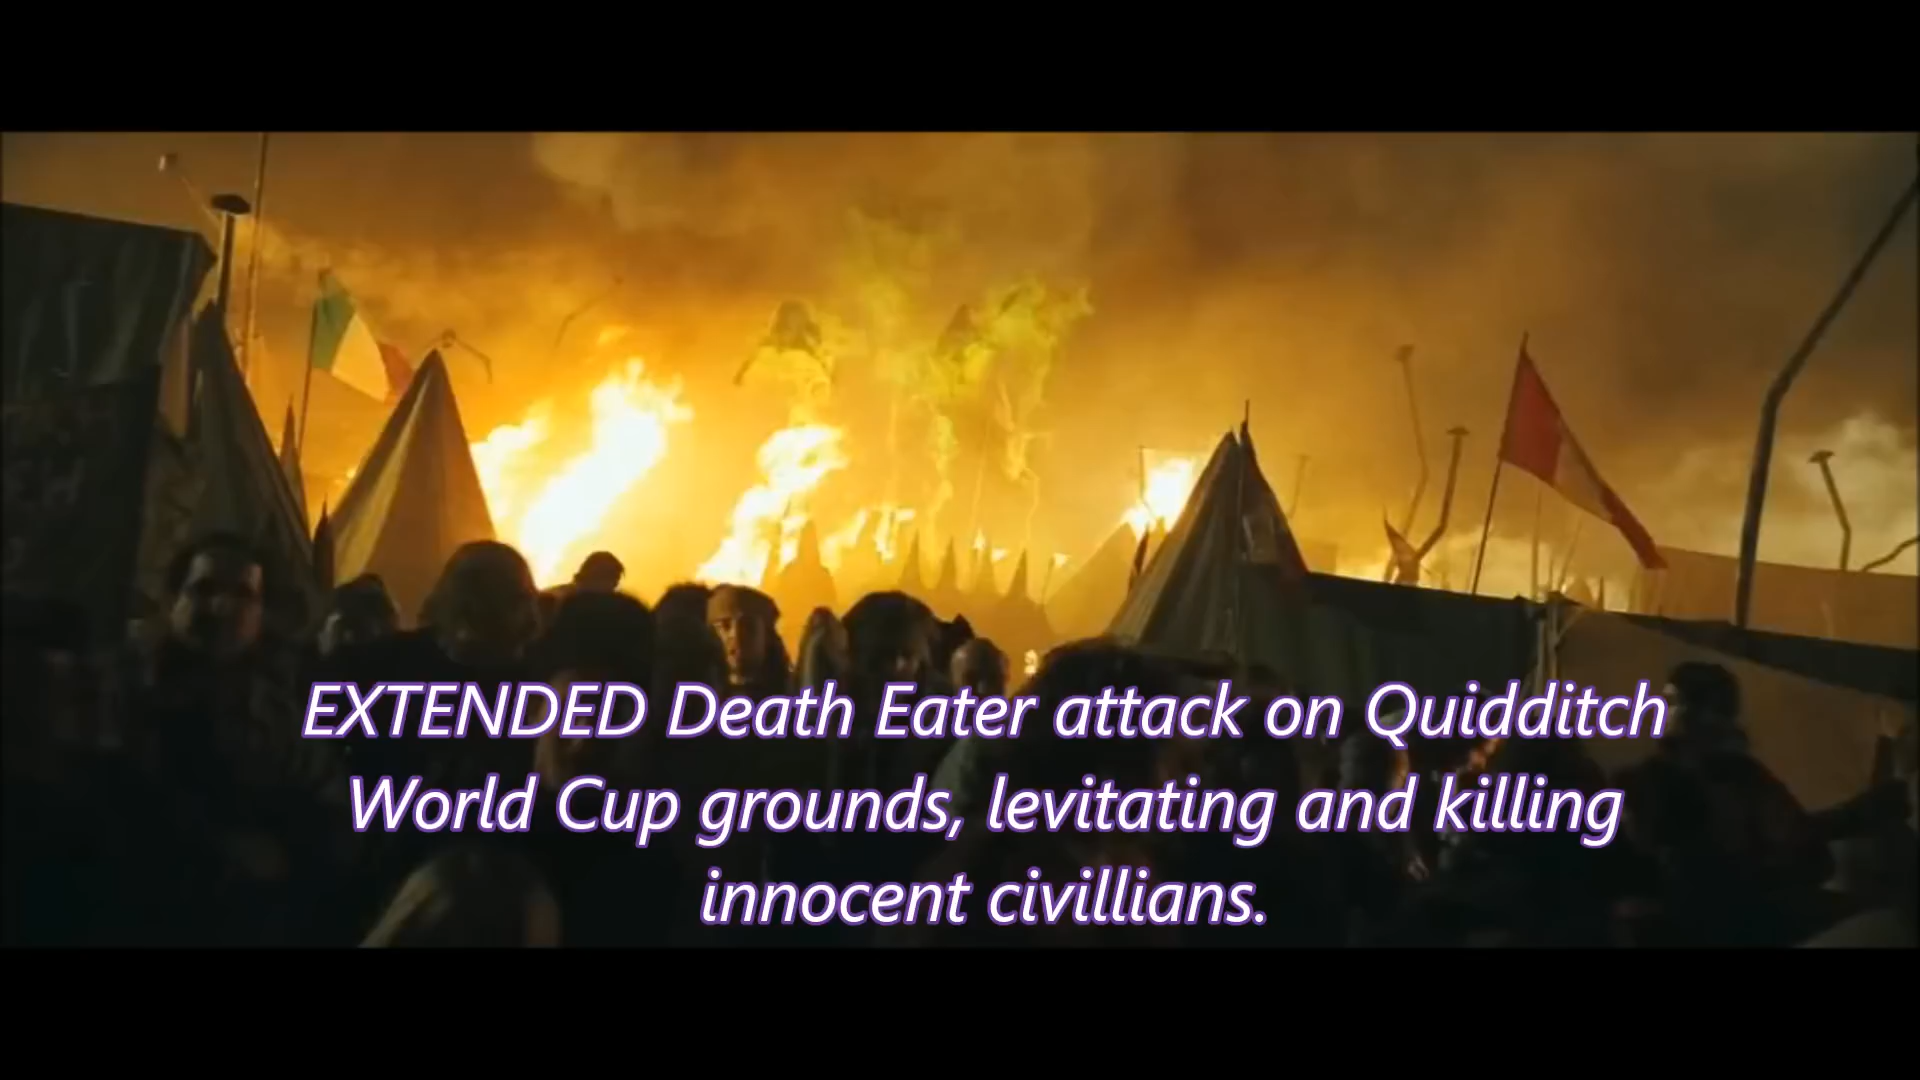 EXTENDED Death Eater attack on Quidditch
World Cup grounds, levitating and killing
innocent civillians.